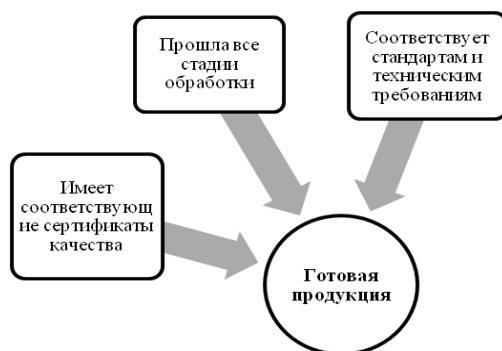 Прошла все
стадии
обработки
Соответствует
стандартам и
техническим
требованиям
Имеет
соответствующ
ие сертификаты
качества
Готовая
продукция